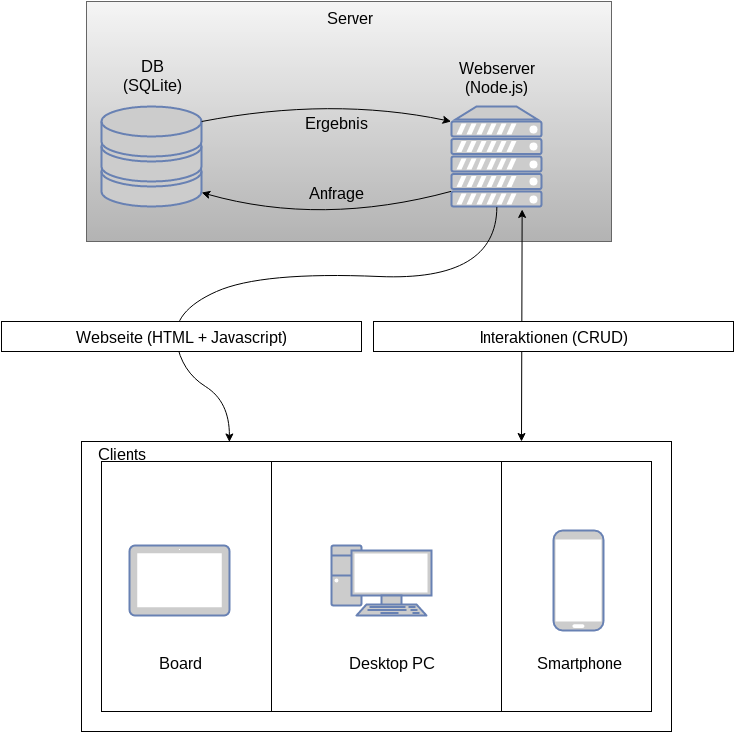 Server
DB
(SQLite)
Webserver
(Node.js)
Ergebnis
Anfrage
Webseite (HTML + Javascript)
Interaktionen (CRUD)
Clients
Board
Desktop PC
Smartphone